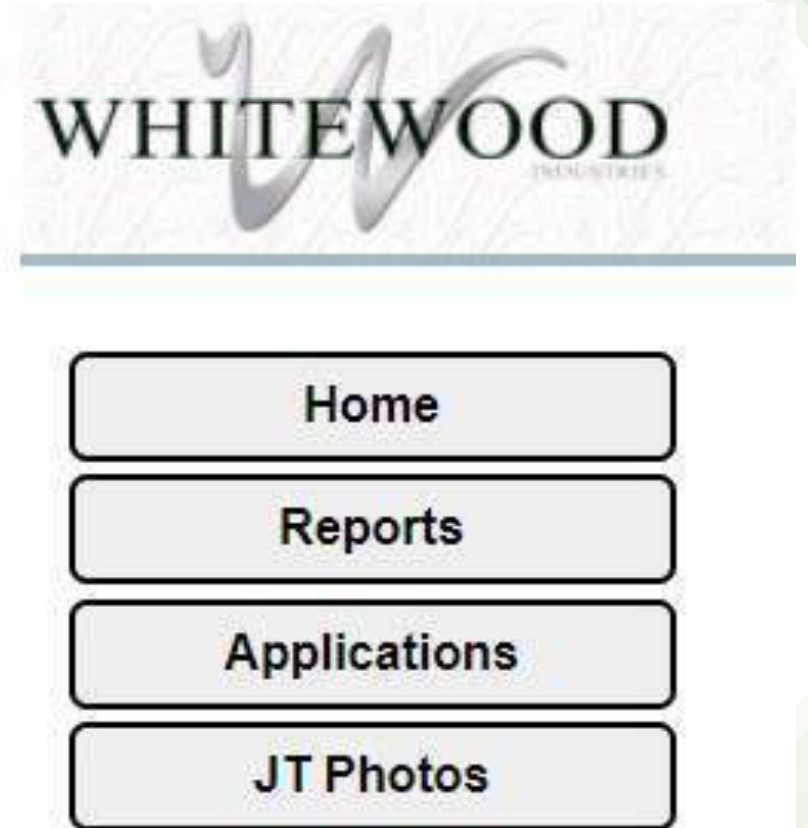 WHITEWOOD
INDUSTRIES
Home
Reports
Applications
JT Photos